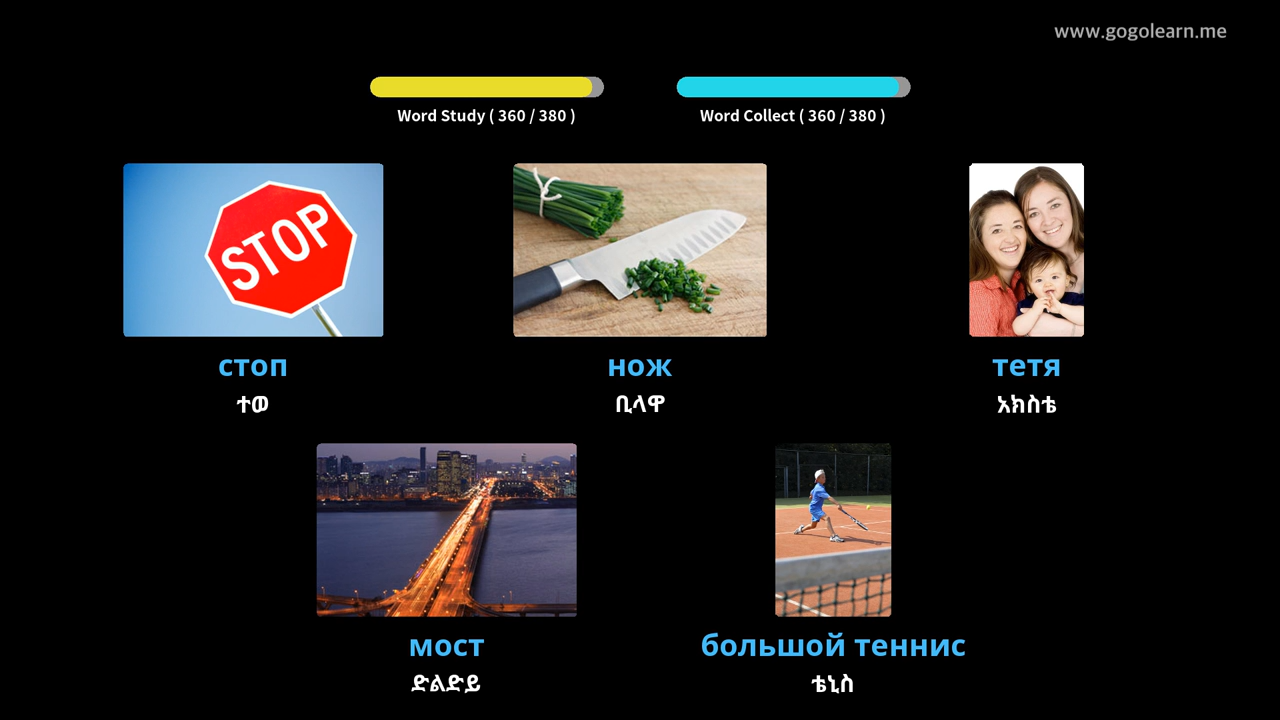 www.gogolearn.me
Word Study ( 360 / 380 )
Word Collect ( 360 / 380 )
STOP
стоп
нож
тетя
ተወ
ቢላዋ
አክስቴ
мост
большой теннис
ድልድይ
ቴኒስ